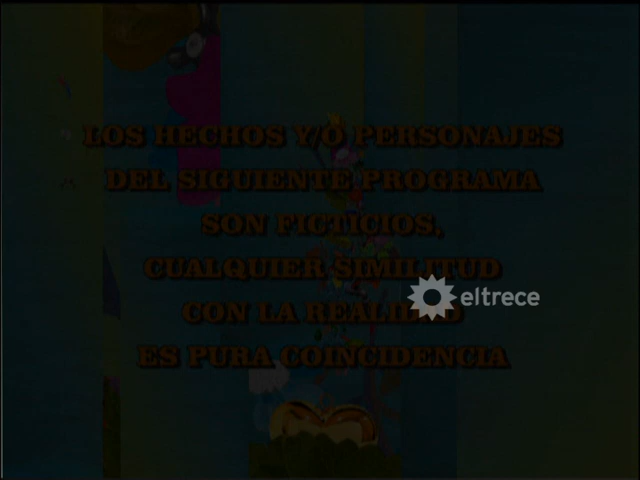 LOS HECHOS Y/O PERSONAJES
DEL SIGUIENTE PROGRAMA
SON FICTICIOS,
CUALQUIER SIMILITUD
CON LA REALIDAD
ES PURA COINCIDENCIA
eltrece